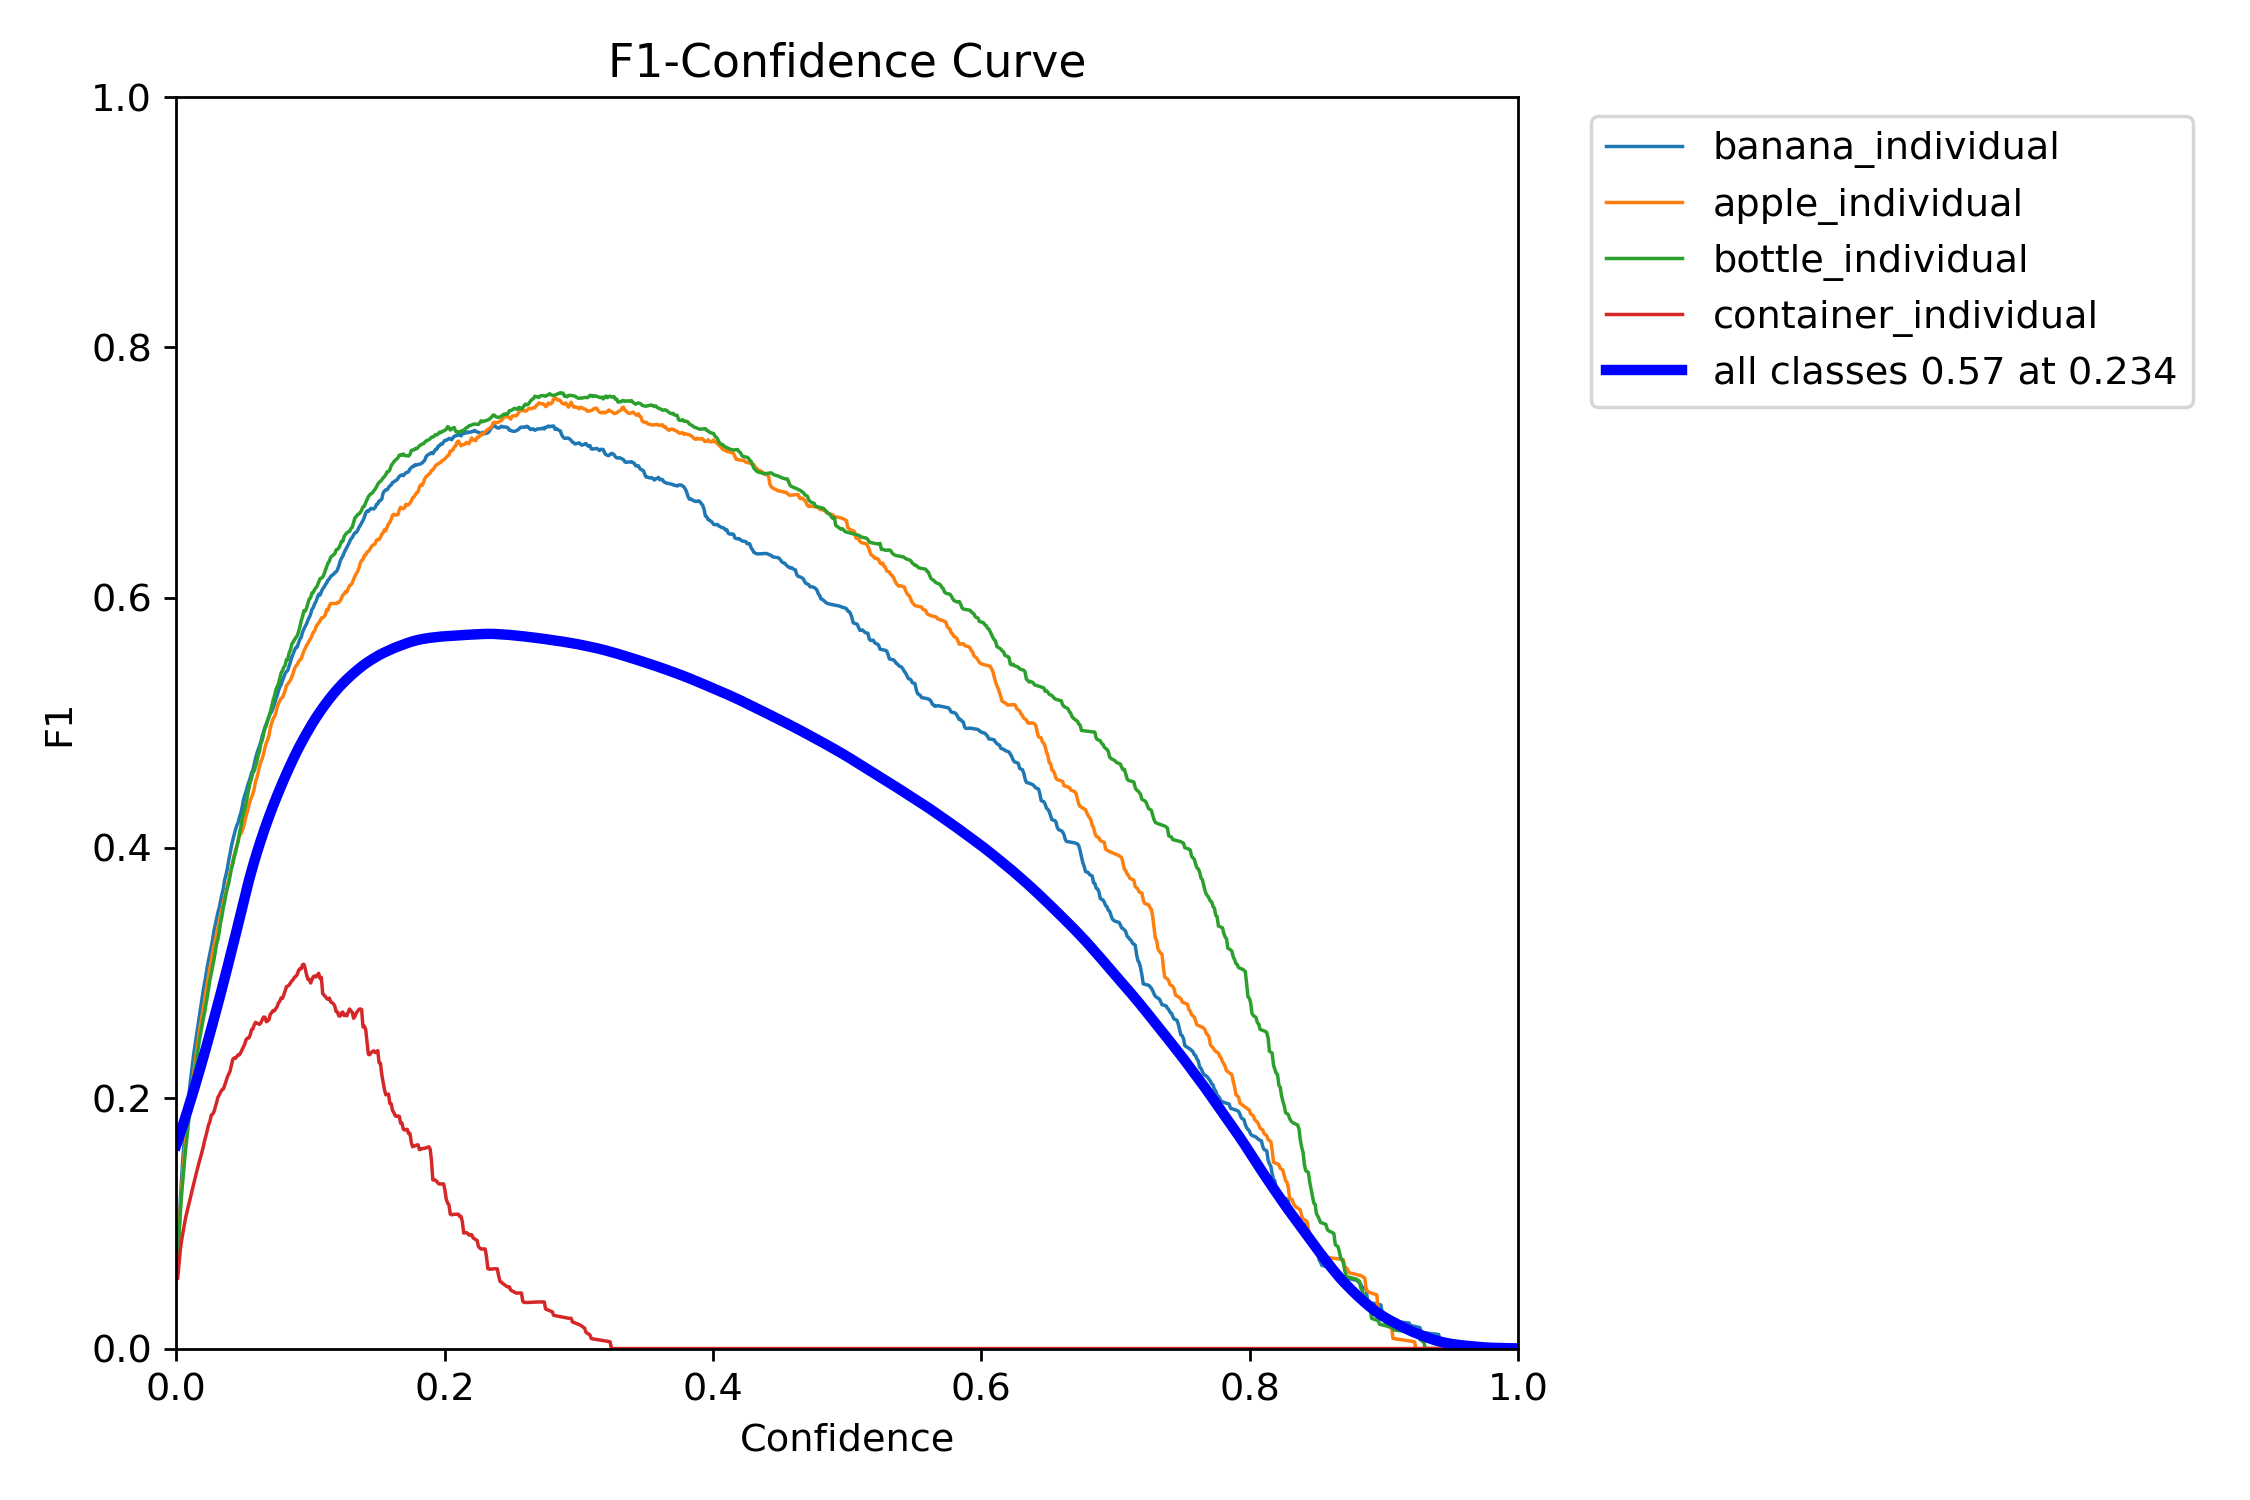 F1-Confidence Curve
1.0
0.8
0.6
0.4
0.2
0.0
F1
0.0 0.2 0.4 0.6 0.8 1.0
Confidence
banana_individual
apple_individual
bottle_individual
container_individual
all classes 0.57 at 0.234